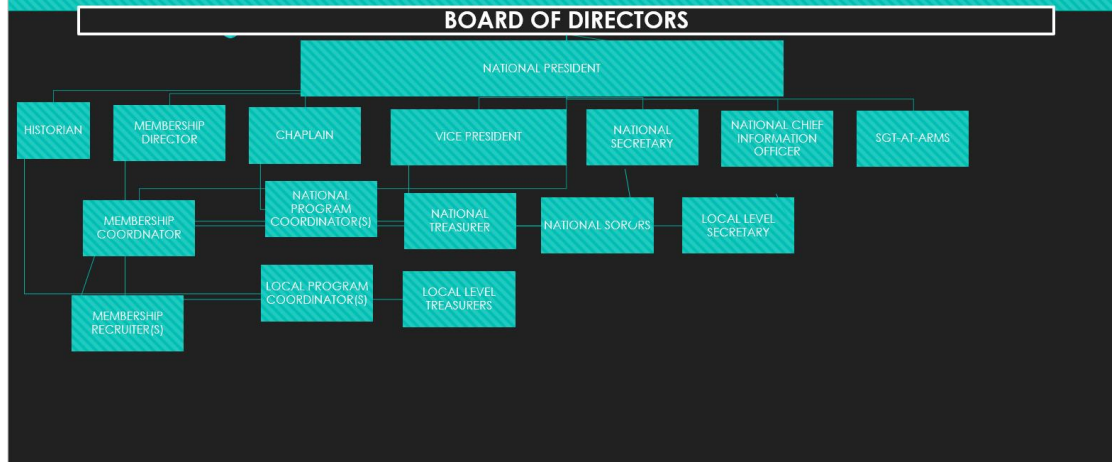 BOARD OF DIRECTORS
NATIONAL PRESIDENT
HISTORIAN
MEMBERSHIP
DIRECTOR
CHAPLAIN
VICE PRESIDENT
NATIONAL
SECRETARY
NATIONAL CHIEF
INFORMATION
OFFICER
SGT-AT-ARMS
MEMBERSHIP
COORDNATOR
NATIONAL
PROGRAM
COORDINATOR(S)
NATIONAL
TREASURER
NATIONAL SORORS
LOCAL LEVEL
SECRETARY
MEMBERSHIP
RECRUITER(S)
LOCAL PROGRAM
COORDINATOR(S)
LOCAL LEVEL
TREASURERS